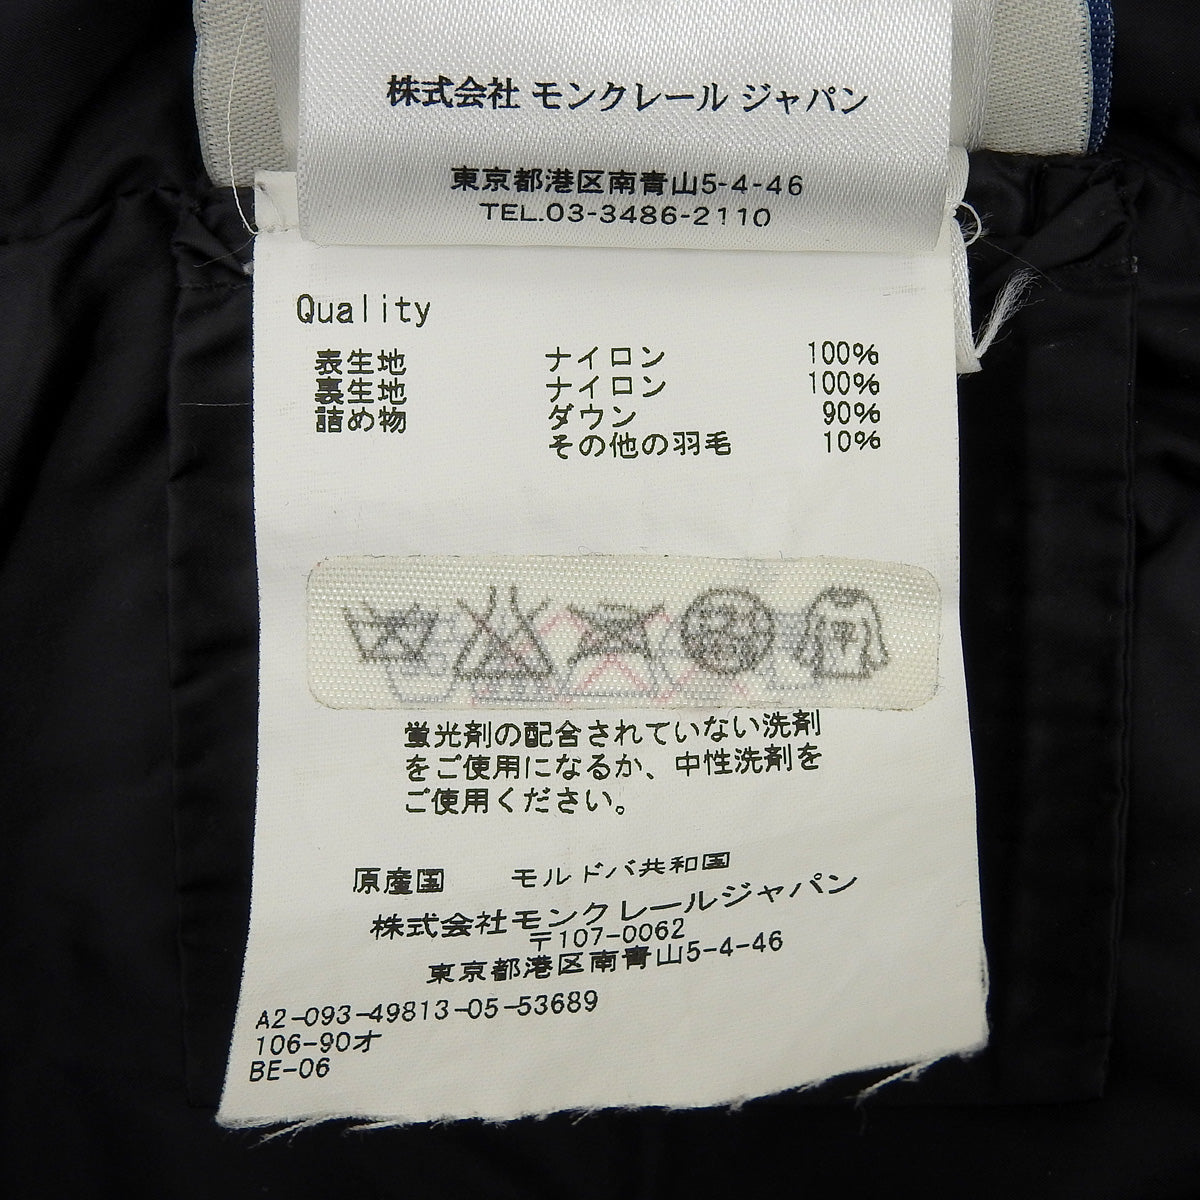 株式会社 モンクレール ジャパン
東京都港区南青山5-4-46
TEL.03-3486-2110
Quality
表生地 ナイロン 100%
裏生地 ナイロン 100%
詰め物 ダウン 90%
その他の羽毛 10%
蛍光剤の配合されていない洗剤
をご使用になるか、中性洗剤を
ご使用ください。
原産国 モルドバ共和国
株式会社モンクレールジャパン
〒107-0062
東京都港区南青山5-4-46
A2-093-49813-05-53689
106-90オ
BE-06